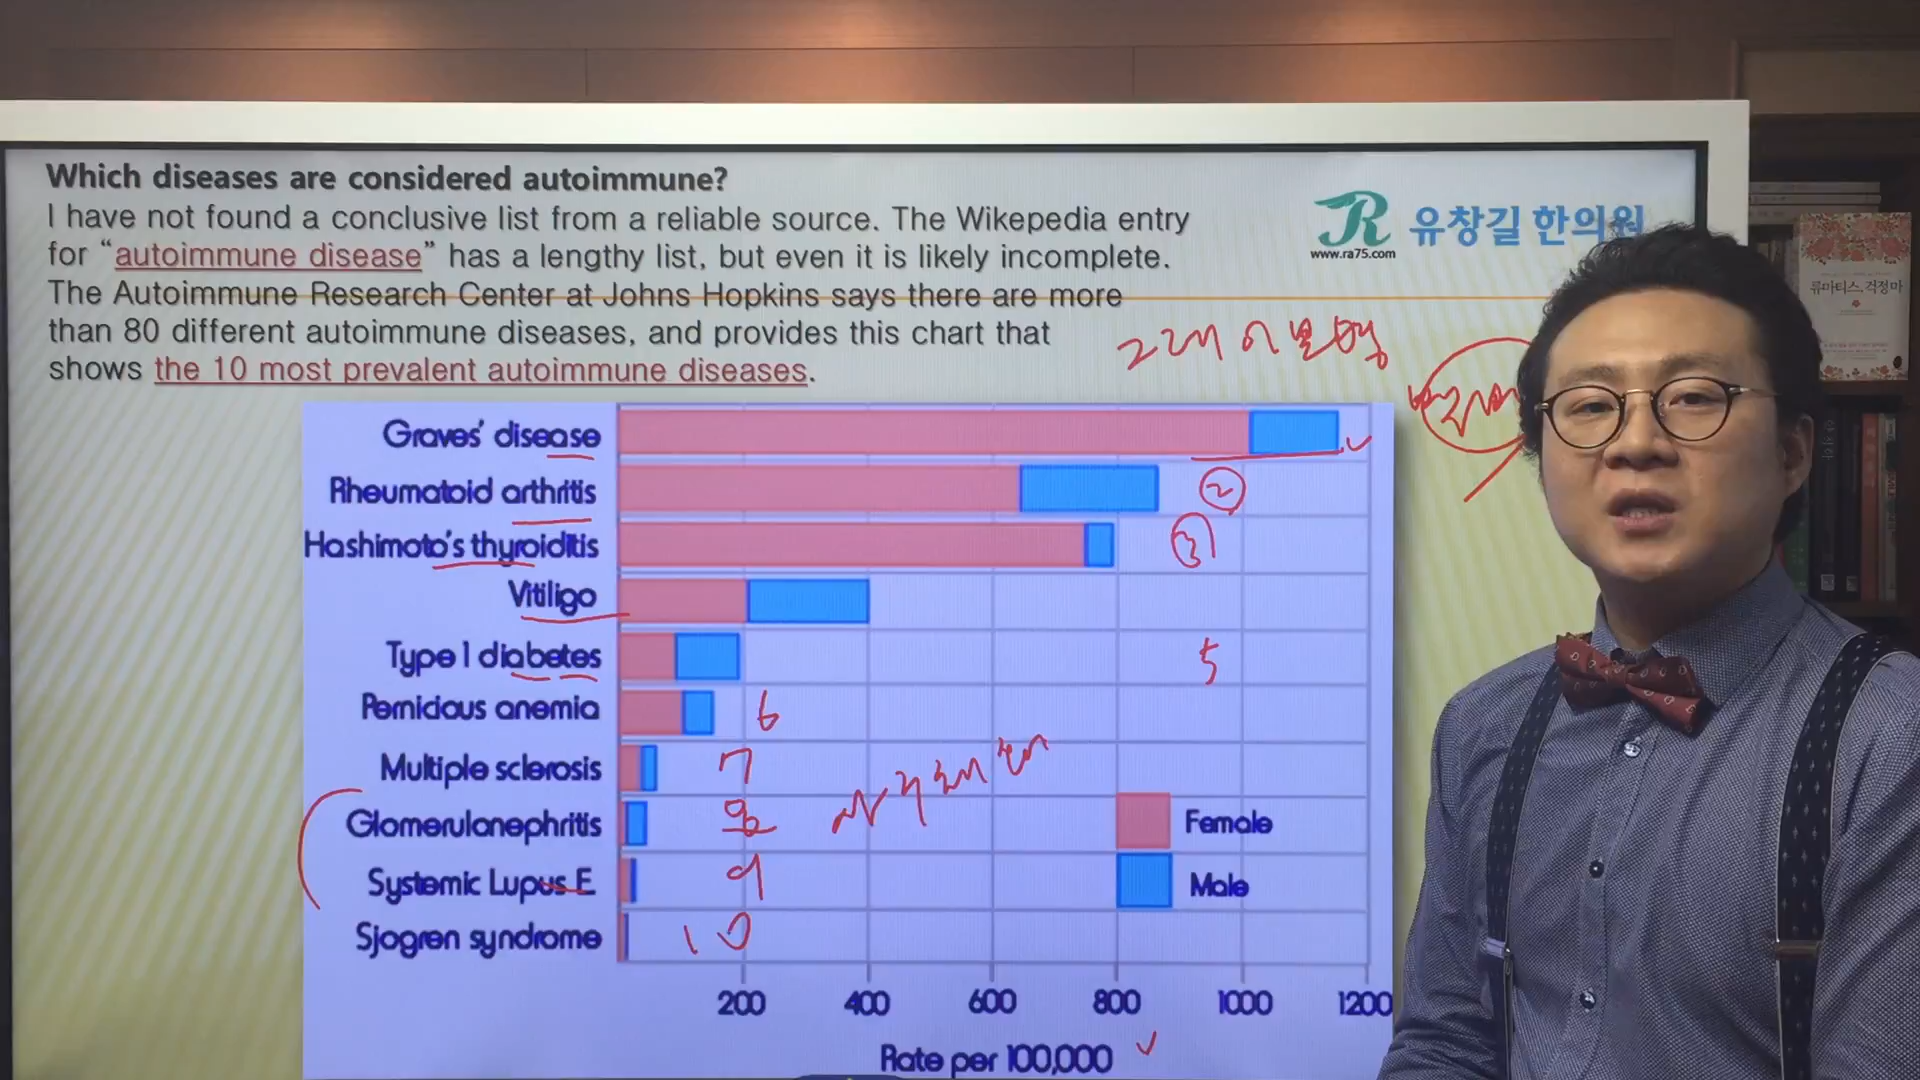 Which diseases are considered autoimmune?
I have not found a conclusive list from a reliable source. The Wikepedia entry
for “autoimmune disease” has a lengthy list, but even it is likely incomplete.
The Autoimmune Research Center at Johns Hopkins says there are more
than 80 different autoimmune diseases, and provides this chart that
shows the 10 most prevalent autoimmune diseases.
유창길 한의원
www.ra75.com
류마티스, 걱정마
Graves' disease
Rheumatoid arthritis
2
Hashimoto's thyroiditis
3
Vitiligo
Type 1 diabetes
5
Pernicious anemia
6
Multiple sclerosis
7
Glomerulonephritis
8
Systemic Lupus E
9
Sjogren syndrome
10
Female
Male
200 400 600 800 1000 1200
Rate per 100,000